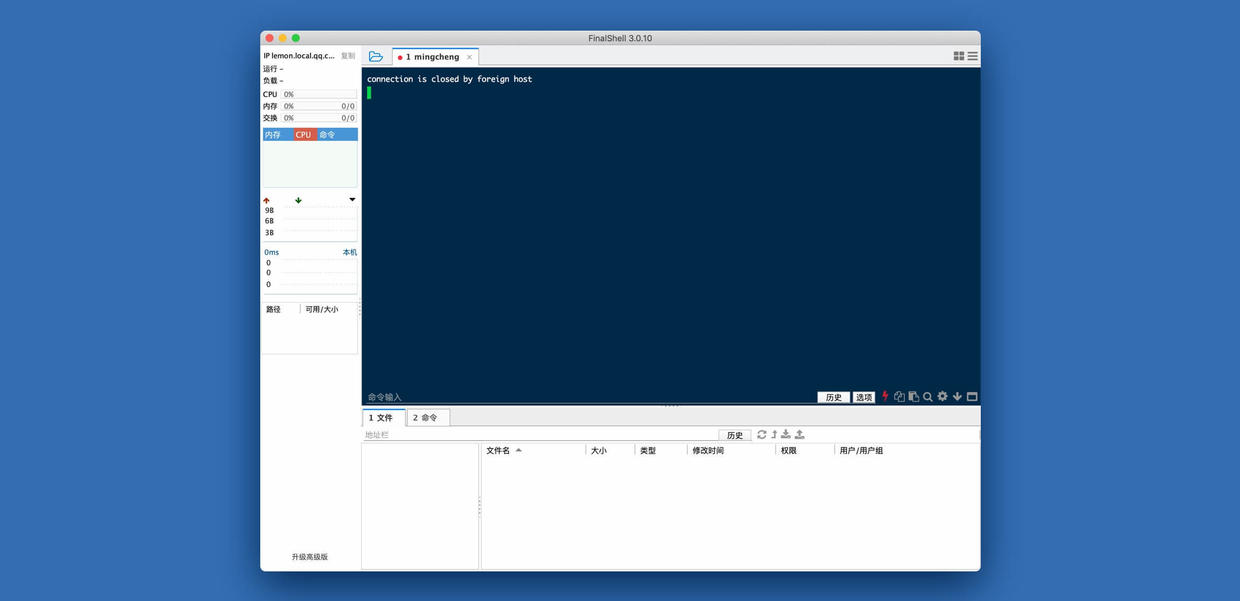 FinalShell 3.0.10
IP lemon.local.qq.c... 复制
运行 -
负载 -
CPU 0%
内存 0% 0/0
交换 0% 0/0
内存 CPU 命令
9B
6B
3B
0ms 本机
0
0
0
路径 可用/大小
升级高级版
1 mingcheng
connection is closed by foreign host
命令输入 历史 选项
1 文件 2 命令
地址栏 历史
文件名 大小 类型 修改时间 权限 用户/用户组